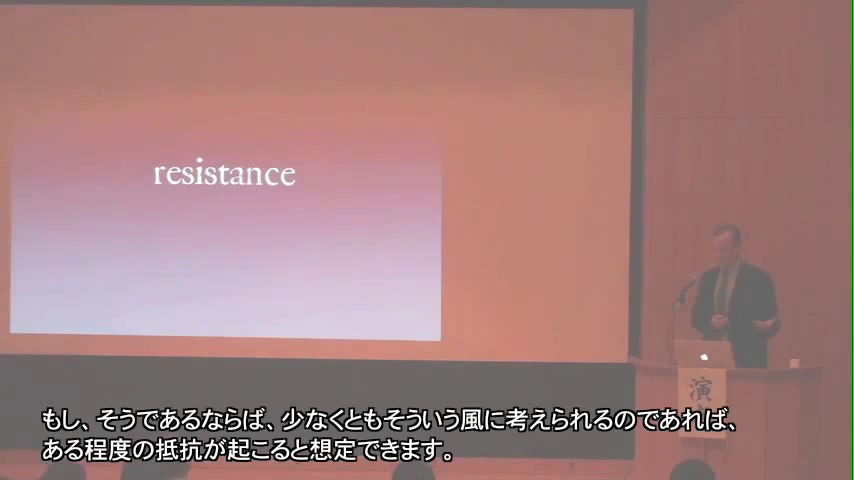 resistance
演
もし、そうであるならば、少なくともそういう風に考えられるのであれば、
ある程度の抵抗が起こると想定できます。